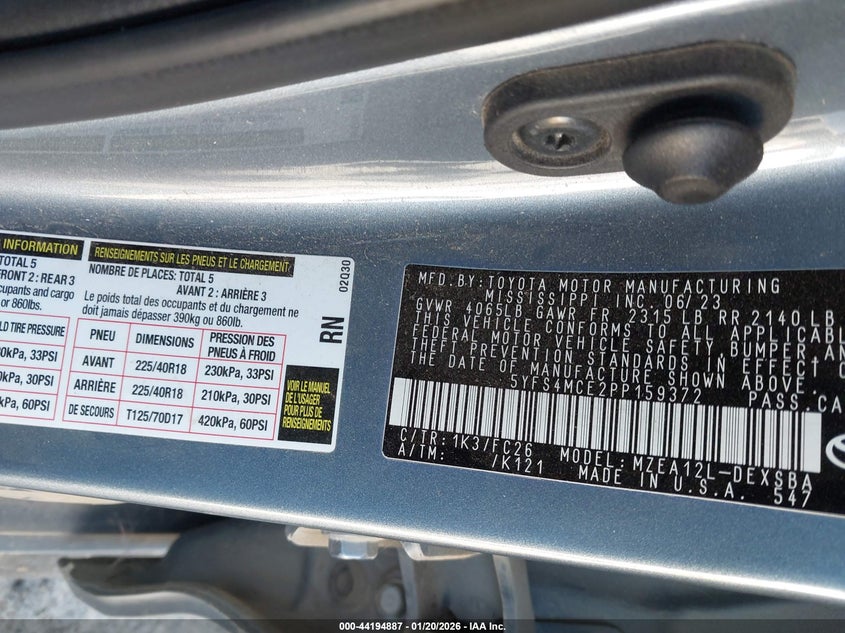 INFORMATION
TOTAL 5
FRONT 2 : REAR 3
cupants and cargo
or 860lbs.
LD TIRE PRESSURE
0kPa, 33PSI
0kPa, 30PSI
kPa, 60PSI
RENSEIGNEMENTS SUR LES PNEUS ET LE CHARGEMENT
NOMBRE DE PLACES: TOTAL 5
AVANT 2 : ARRIÈRE 3
Le poids total des occupants et du chargement ne
doit jamais dépasser 390kg ou 860lb.
PNEU DIMENSIONS PRESSION DES PNEUS À FROID
AVANT 225/40R18 230kPa, 33PSI
ARRIÈRE 225/40R18 210kPa, 30PSI
DE SECOURS T125/70D17 420kPa, 60PSI
02Q30
RN
VOIR LE MANUEL
DE L'USAGER
POUR PLUS DE
RENSEIGNEMENTS
MFD.BY:TOYOTA MOTOR MANUFACTURING
MISSISSIPPI INC. 06/23
GVWR 4065LB GAWR FR 2315 LB RR 2140 LB
THIS VEHICLE CONFORMS TO ALL APPLICABLE
FEDERAL MOTOR VEHICLE SAFETY, BUMPER, AN
THEFT PREVENTION STANDARDS IN EFFECT O
THE DATE OF MANUFACTURE SHOWN ABOVE.
5YFS4MCE2PP159372 PASS.CA
C/TR: 1K3/FC26 MODEL: MZEA12L-DEXSBA
A/TM: /K121 MADE IN U.S.A. 547
000-44194887 - 01/20/2026 - IAA Inc.